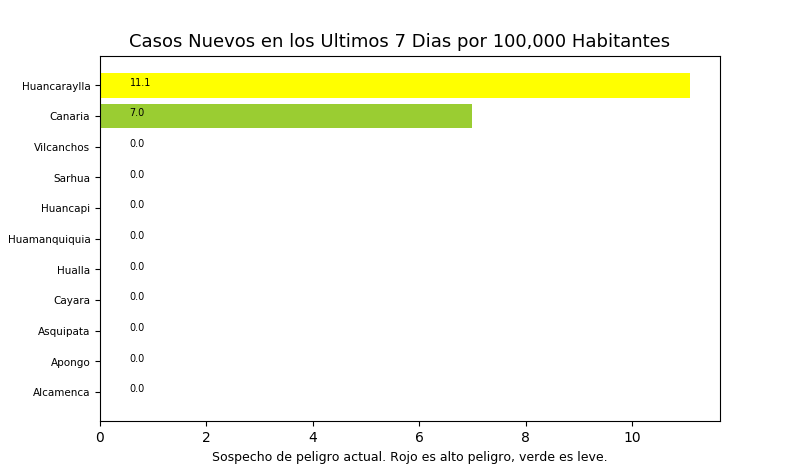 Casos Nuevos en los Ultimos 7 Dias por 100,000 Habitantes
Huancaraylla 11.1
Canaria 7.0
Vilcanchos 0.0
Sarhua 0.0
Huancapi 0.0
Huamanquiquia 0.0
Hualla 0.0
Cayara 0.0
Asquipata 0.0
Apongo 0.0
Alcamenca 0.0
0 2 4 6 8 10
Sospecho de peligro actual. Rojo es alto peligro, verde es leve.